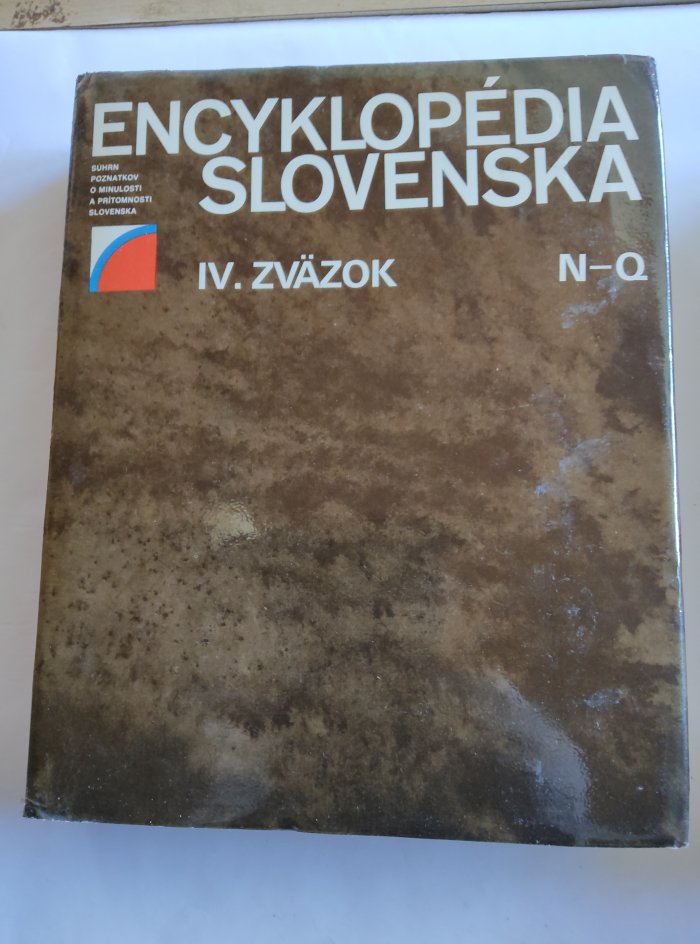 ENCYKLOPÉDIA
SLOVENSKA
SÚHRN
POZNATKOV
O MINULOSTI
A PRÍTOMNOSTI
SLOVENSKA
IV. ZVÄZOK
N–Q